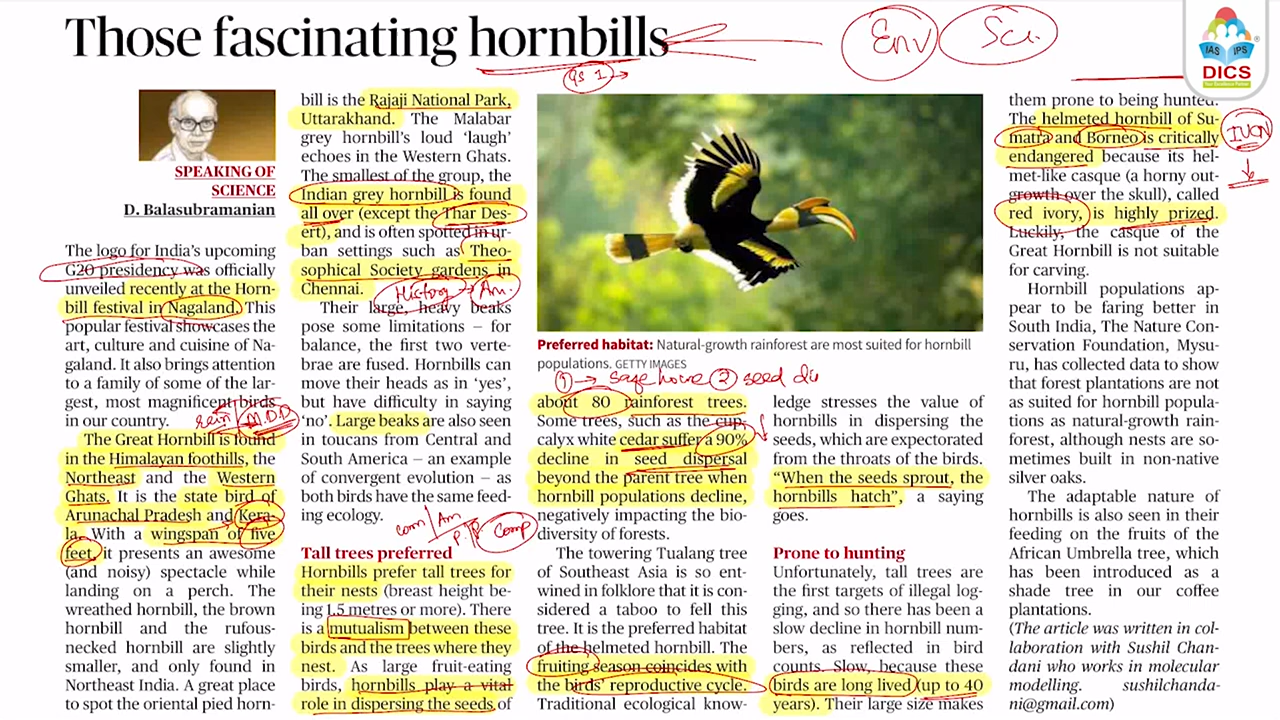 Those fascinating hornbills
Env
Sci.
GS 1 →
IAS IPS
DICS
Your Excellence Partner
SPEAKING OF
SCIENCE
D. Balasubramanian
The logo for India's upcoming
G20 presidency was officially
unveiled recently at the Horn-
bill festival in Nagaland. This
popular festival showcases the
art, culture and cuisine of Na-
galand. It also brings attention
to a family of some of the lar-
gest, most magnificent birds
in our country.
The Great Hornbill is found
in the Himalayan foothills, the
Northeast and the Western
Ghats. It is the state bird of
Arunachal Pradesh and Kera-
la. With a wingspan of five
feet, it presents an awesome
(and noisy) spectacle while
landing on a perch. The
wreathed hornbill, the brown
hornbill and the rufous-
necked hornbill are slightly
smaller, and only found in
Northeast India. A great place
to spot the oriental pied horn-
bill is the Rajaji National Park,
Uttarakhand. The Malabar
grey hornbill's loud 'laugh'
echoes in the Western Ghats.
The smallest of the group, the
Indian grey hornbill is found
all over (except the Thar Des-
ert), and is often spotted in ur-
ban settings such as Theo-
sophical Society gardens in
Chennai.
History → Am.
Their large, heavy beaks
pose some limitations – for
balance, the first two verte-
brae are fused. Hornbills can
move their heads as in 'yes',
but have difficulty in saying
'no'. Large beaks are also seen
in toucans from Central and
South America – an example
of convergent evolution – as
both birds have the same feed-
ing ecology.
com/Am
Comp
Tall trees preferred
Hornbills prefer tall trees for
their nests (breast height be-
ing 1.5 metres or more). There
is a mutualism between these
birds and the trees where they
nest. As large fruit-eating
birds, hornbills play a vital
role in dispersing the seeds of
Preferred habitat: Natural-growth rainforest are most suited for hornbill
populations. GETTY IMAGES
① → safe house ② seed dis
about 80 rainforest trees.
Some trees, such as the cup-
calyx white cedar suffer a 90%
decline in seed dispersal
beyond the parent tree when
hornbill populations decline,
negatively impacting the bio-
diversity of forests.
The towering Tualang tree
of Southeast Asia is so ent-
wined in folklore that it is con-
sidered a taboo to fell this
tree. It is the preferred habitat
of the helmeted hornbill. The
fruiting season coincides with
the birds' reproductive cycle.
Traditional ecological know-
ledge stresses the value of
hornbills in dispersing the
seeds, which are expectorated
from the throats of the birds.
"When the seeds sprout, the
hornbills hatch", a saying
goes.
Prone to hunting
Unfortunately, tall trees are
the first targets of illegal log-
ging, and so there has been a
slow decline in hornbill num-
bers, as reflected in bird
counts. Slow, because these
birds are long lived (up to 40
years). Their large size makes
them prone to being hunted.
The helmeted hornbill of Su-
matra and Borneo is critically
endangered because its hel-
met-like casque (a horny out-
growth over the skull), called
red ivory, is highly prized.
Luckily, the casque of the
Great Hornbill is not suitable
for carving.
IUCN
Hornbill populations ap-
pear to be faring better in
South India, The Nature Con-
servation Foundation, Mysu-
ru, has collected data to show
that forest plantations are not
as suited for hornbill popula-
tions as natural-growth rain-
forest, although nests are so-
metimes built in non-native
silver oaks.
The adaptable nature of
hornbills is also seen in their
feeding on the fruits of the
African Umbrella tree, which
has been introduced as a
shade tree in our coffee
plantations.
(The article was written in col-
laboration with Sushil Chan-
dani who works in molecular
modelling. sushilchanda-
ni@gmail.com)